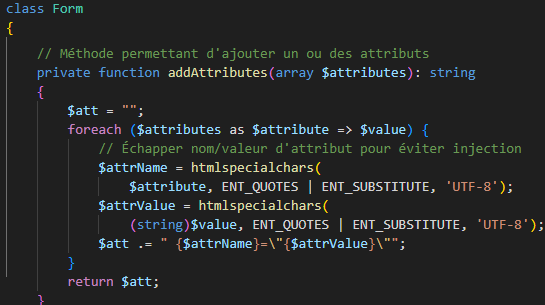 class Form
{
// Méthode permettant d'ajouter un ou des attributs
private function addAttributes(array $attributes): string
{
$att = "";
foreach ($attributes as $attribute => $value) {
// Échapper nom/valeur d'attribut pour éviter injection
$attrName = htmlspecialchars(
$attribute, ENT_QUOTES | ENT_SUBSTITUTE, 'UTF-8');
$attrValue = htmlspecialchars(
(string)$value, ENT_QUOTES | ENT_SUBSTITUTE, 'UTF-8');
$att .= " {$attrName}=\"{$attrValue}\"";
}
return $att;
}